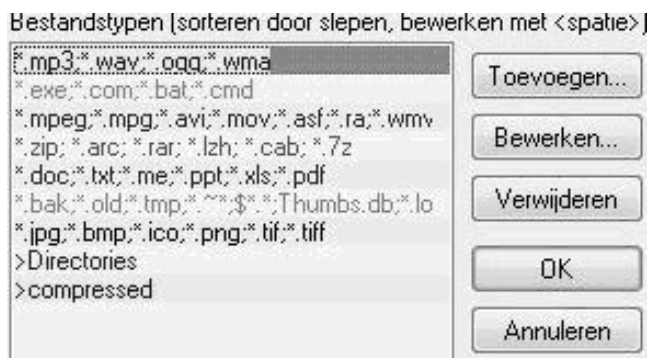 Bestandstypen (sorteren door slepen, bewerken met <spatie>)
*.mp3;*.wav;*.ogg;*.wma
*.exe;*.com;*.bat;*.cmd
*.mpeg;*.mpg;*.avi;*.mov;*.asf;*.ra;*.wmv
*.zip; *.arc; *.rar; *.lzh; *.cab; *.7z
*.doc;*.txt;*.me;*.ppt;*.xls;*.pdf
*.bak;*.old;*.tmp;*.~*;$*.*;Thumbs.db;*.lo
*.jpg;*.bmp;*.ico;*.png;*.tif;*.tiff
>Directories
>compressed
Toevoegen...
Bewerken...
Verwijderen
OK
Annuleren